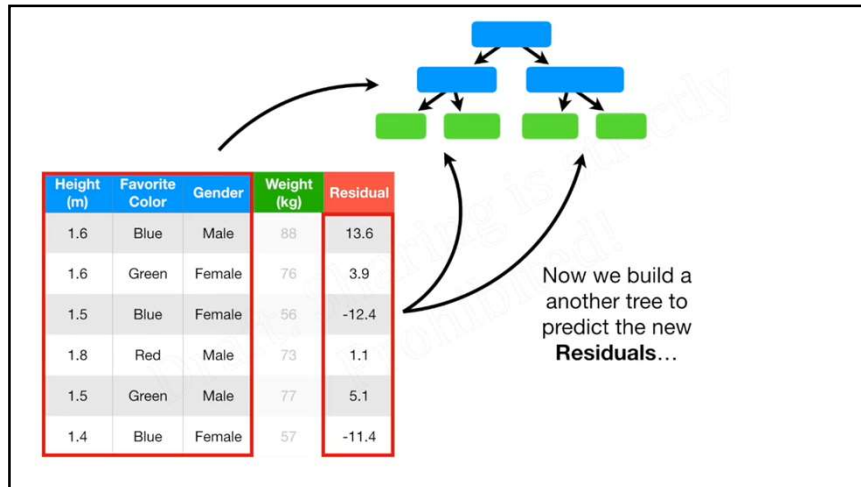 Height (m) Favorite Color Gender Weight (kg) Residual
1.6 Blue Male 88 13.6
1.6 Green Female 76 3.9
1.5 Blue Female 56 -12.4
1.8 Red Male 73 1.1
1.5 Green Male 77 5.1
1.4 Blue Female 57 -11.4
Now we build a
another tree to
predict the new
Residuals…